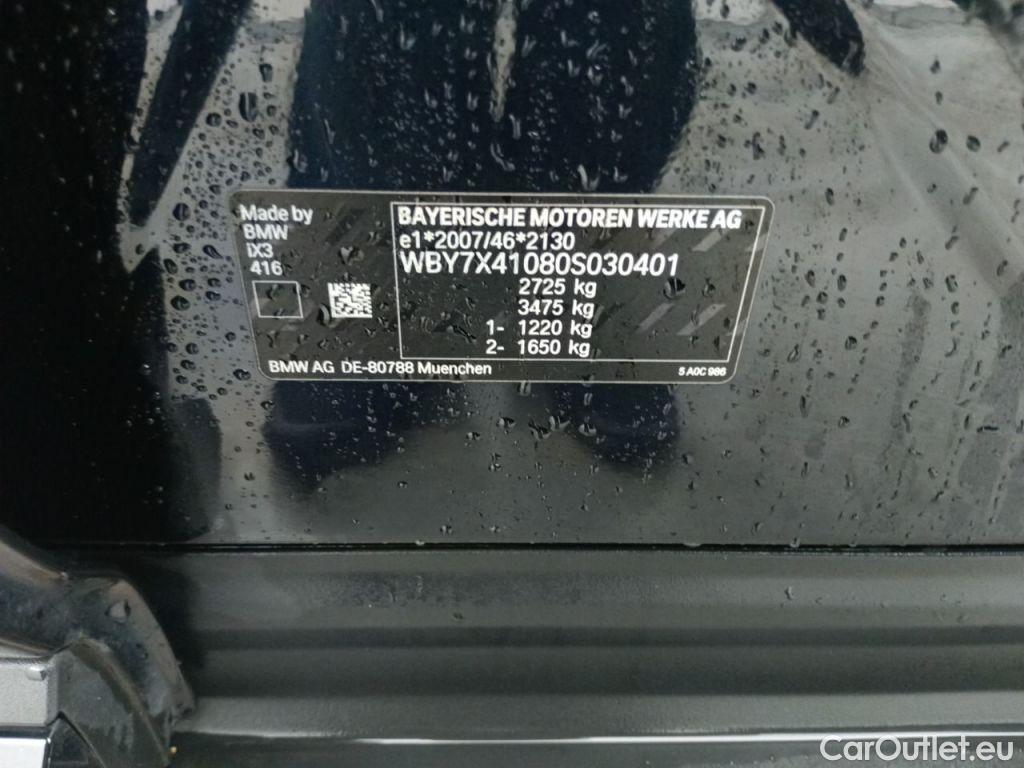 Made by
BMW
iX3
416
BAYERISCHE MOTOREN WERKE AG
e1*2007/46*2130
WBY7X41080S030401
2725 kg
3475 kg
1- 1220 kg
2- 1650 kg
BMW AG DE-80788 Muenchen
5 A0C 986
CarOutlet.eu